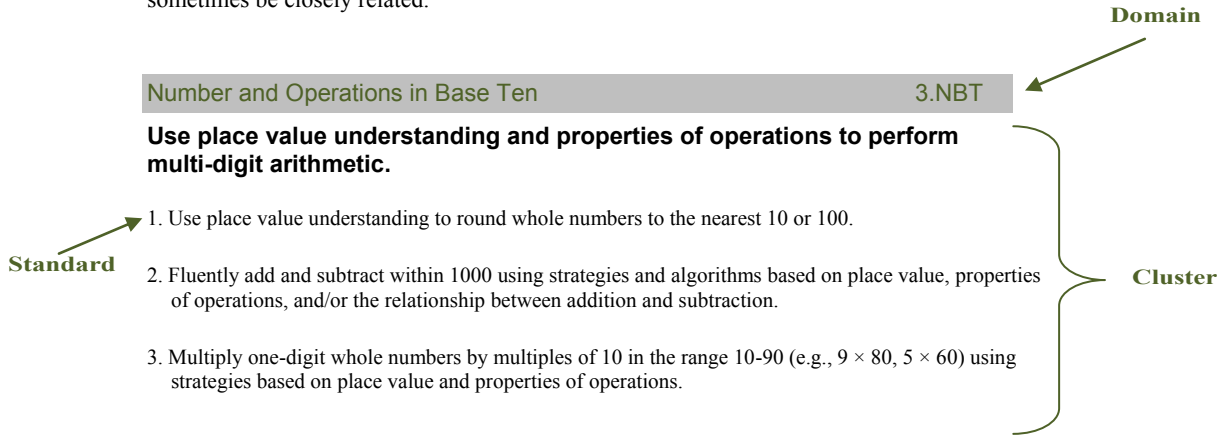 sometimes be closely related.
Domain
Number and Operations in Base Ten 3.NBT
Use place value understanding and properties of operations to perform
multi-digit arithmetic.
1. Use place value understanding to round whole numbers to the nearest 10 or 100.
Standard
2. Fluently add and subtract within 1000 using strategies and algorithms based on place value, properties
of operations, and/or the relationship between addition and subtraction.
Cluster
3. Multiply one-digit whole numbers by multiples of 10 in the range 10-90 (e.g., 9 × 80, 5 × 60) using
strategies based on place value and properties of operations.